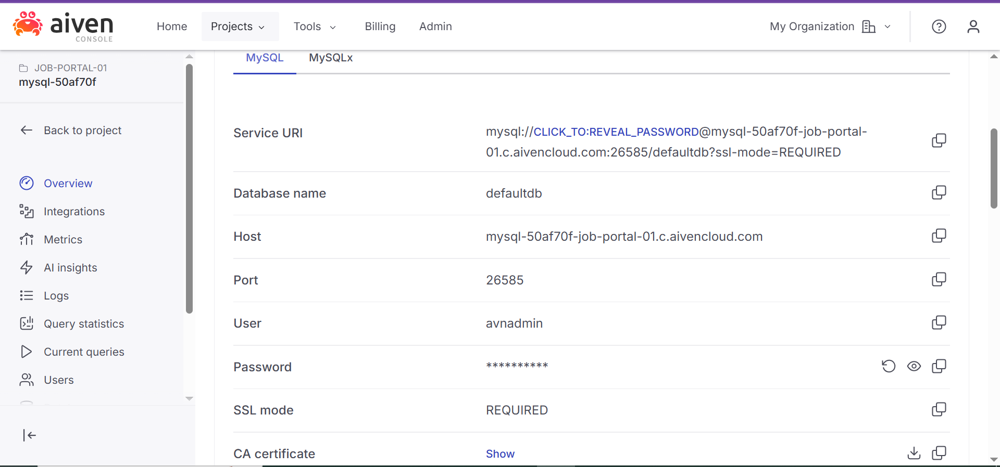 aiven
CONSOLE
Home
Projects
Tools
Billing
Admin
My Organization
JOB-PORTAL-01
mysql-50af70f
Back to project
Overview
Integrations
Metrics
AI insights
Logs
Query statistics
Current queries
Users
MySQL
MySQLx
Service URI
mysql://CLICK_TO:REVEAL_PASSWORD@mysql-50af70f-job-portal-
01.c.aivencloud.com:26585/defaultdb?ssl-mode=REQUIRED
Database name
defaultdb
Host
mysql-50af70f-job-portal-01.c.aivencloud.com
Port
26585
User
avnadmin
Password
**********
SSL mode
REQUIRED
CA certificate
Show